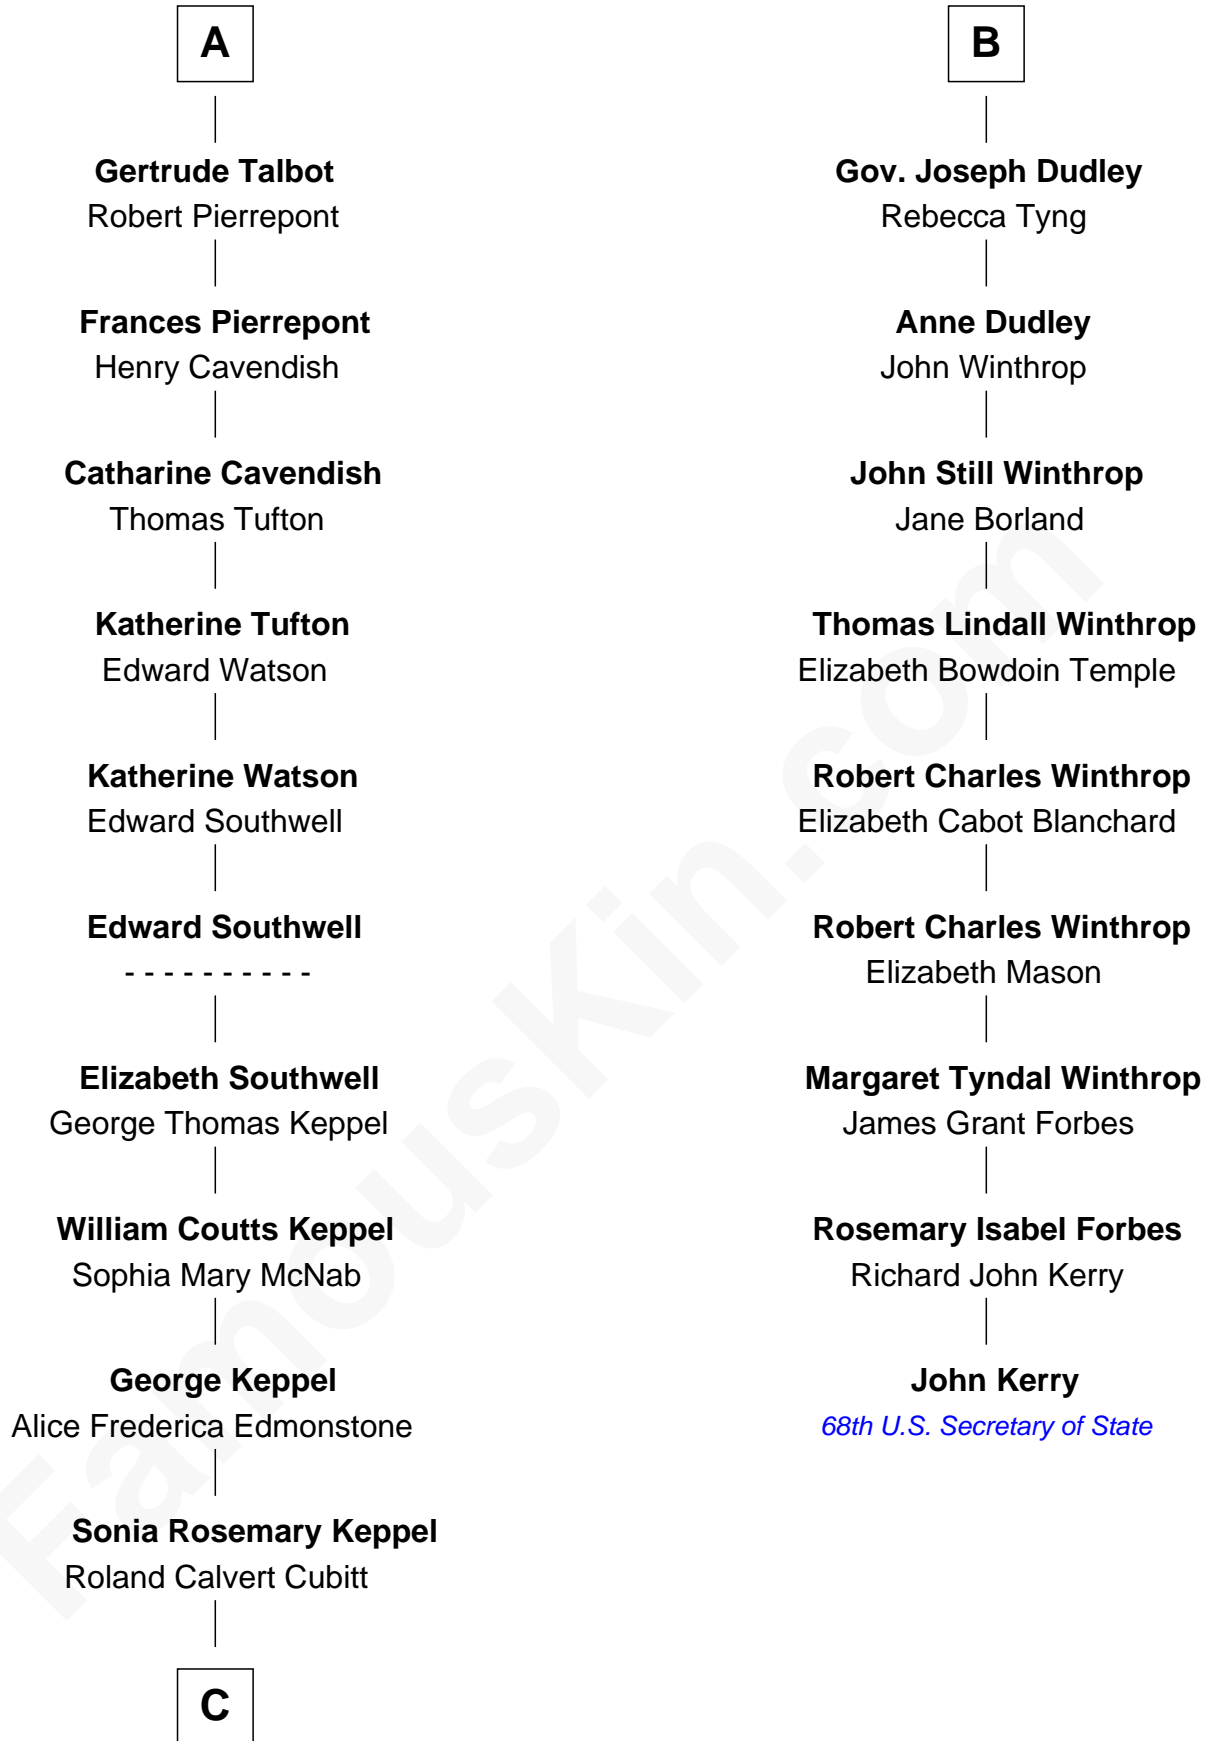 A
Gertrude Talbot
Robert Pierrepont
Frances Pierrepont
Henry Cavendish
Catharine Cavendish
Thomas Tufton
Katherine Tufton
Edward Watson
Katherine Watson
Edward Southwell
Edward Southwell
- - - - - - - - - -
Elizabeth Southwell
George Thomas Keppel
William Coutts Keppel
Sophia Mary McNab
George Keppel
Alice Frederica Edmonstone
Sonia Rosemary Keppel
Roland Calvert Cubitt
C
B
Gov. Joseph Dudley
Rebecca Tyng
Anne Dudley
John Winthrop
John Still Winthrop
Jane Borland
Thomas Lindall Winthrop
Elizabeth Bowdoin Temple
Robert Charles Winthrop
Elizabeth Cabot Blanchard
Robert Charles Winthrop
Elizabeth Mason
Margaret Tyndal Winthrop
James Grant Forbes
Rosemary Isabel Forbes
Richard John Kerry
John Kerry
68th U.S. Secretary of State
FamousKin.com